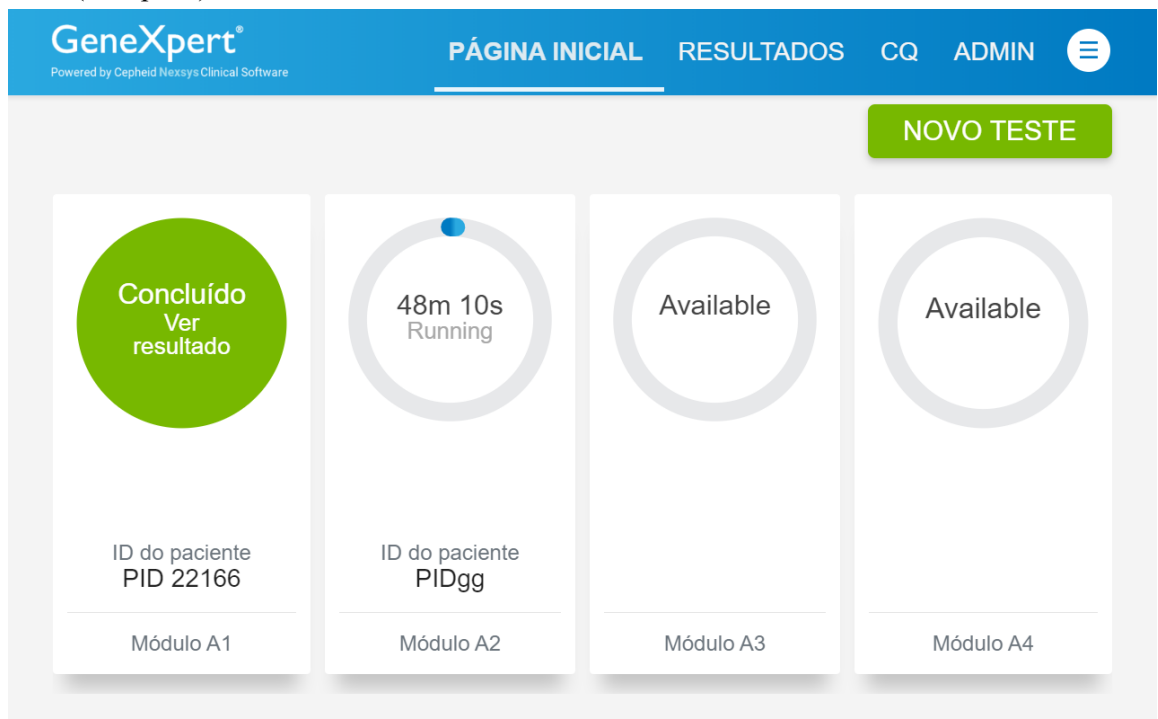 GeneXpert®
Powered by Cepheid Nexsys Clinical Software
PÁGINA INICIAL
RESULTADOS
CQ
ADMIN
NOVO TESTE
Concluído
Ver
resultado
ID do paciente
PID 22166
Módulo A1
48m 10s
Running
ID do paciente
PIDgg
Módulo A2
Available
Módulo A3
Available
Módulo A4